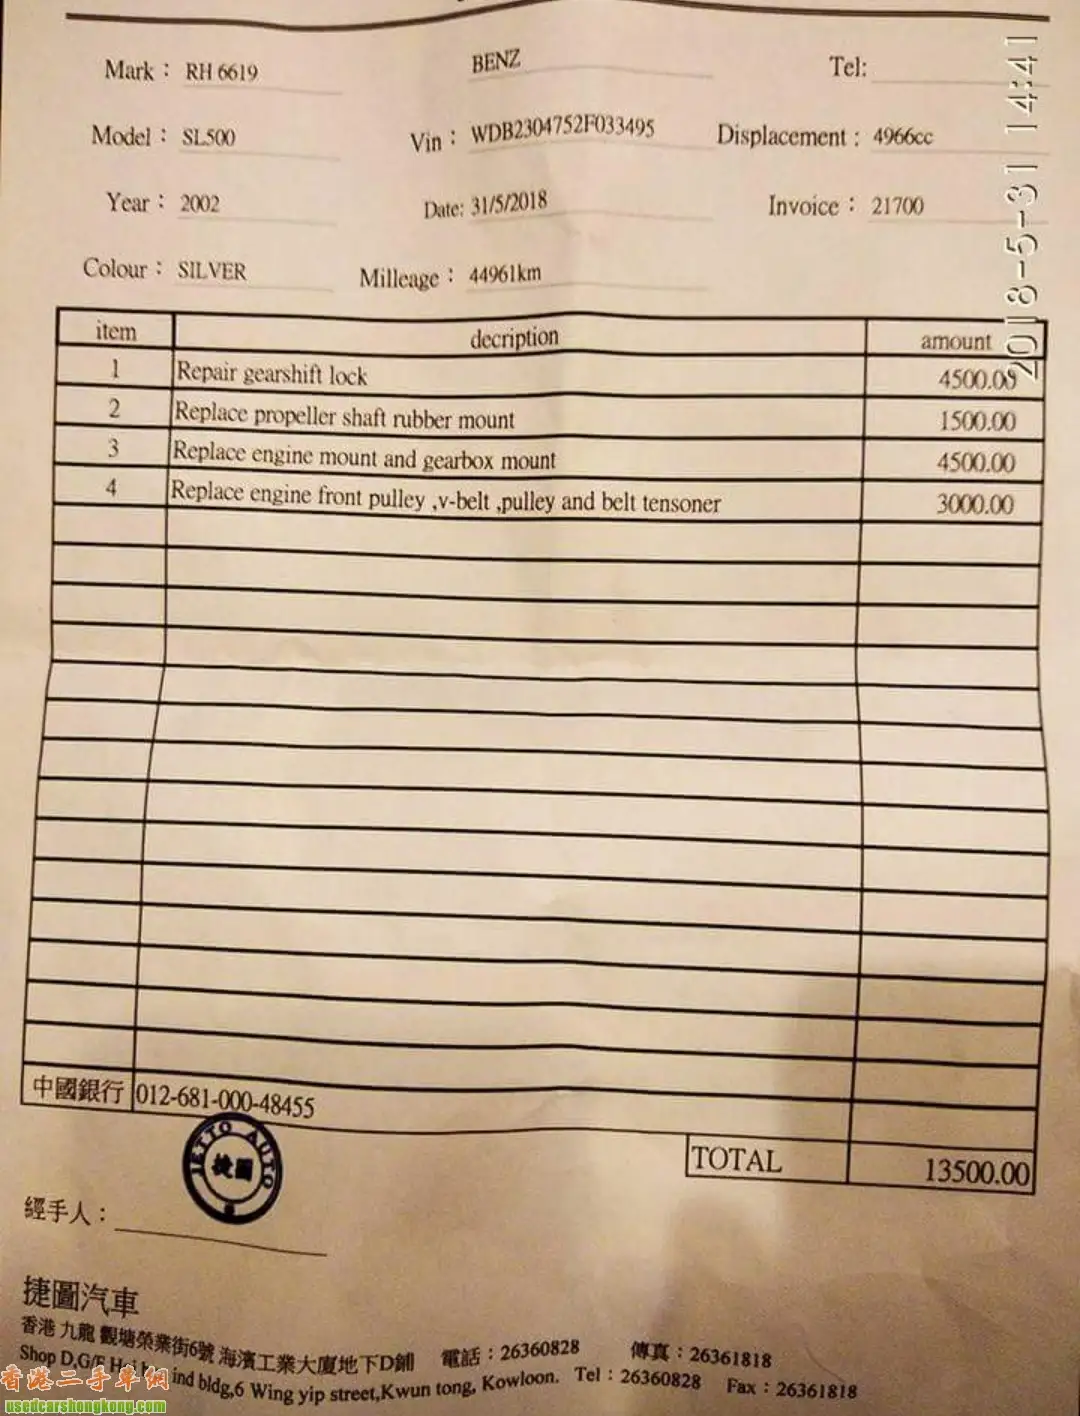 Mark： RH 6619 BENZ Tel:
Model： SL500 Vin： WDB2304752F033495 Displacement : 4966cc
Year： 2002 Date: 31/5/2018 Invoice： 21700
Colour： SILVER Milleage： 44961km
2018-5-31 14:41
item decription amount
1 Repair gearshift lock 4500.00
2 Replace propeller shaft rubber mount 1500.00
3 Replace engine mount and gearbox mount 4500.00
4 Replace engine front pulley ,v-belt ,pulley and belt tensoner 3000.00
中國銀行 012-681-000-48455
TOTAL 13500.00
JETTO AUTO
捷圖
經手人：
捷圖汽車
香港 九龍 觀塘榮業街6號 海濱工業大廈地下D鋪 電話：26360828 傳真：26361818
Shop D,G/F ind bldg,6 Wing yip street,Kwun tong, Kowloon. Tel：26360828 Fax：26361818
香港二手車網
usedcarshongkong.com